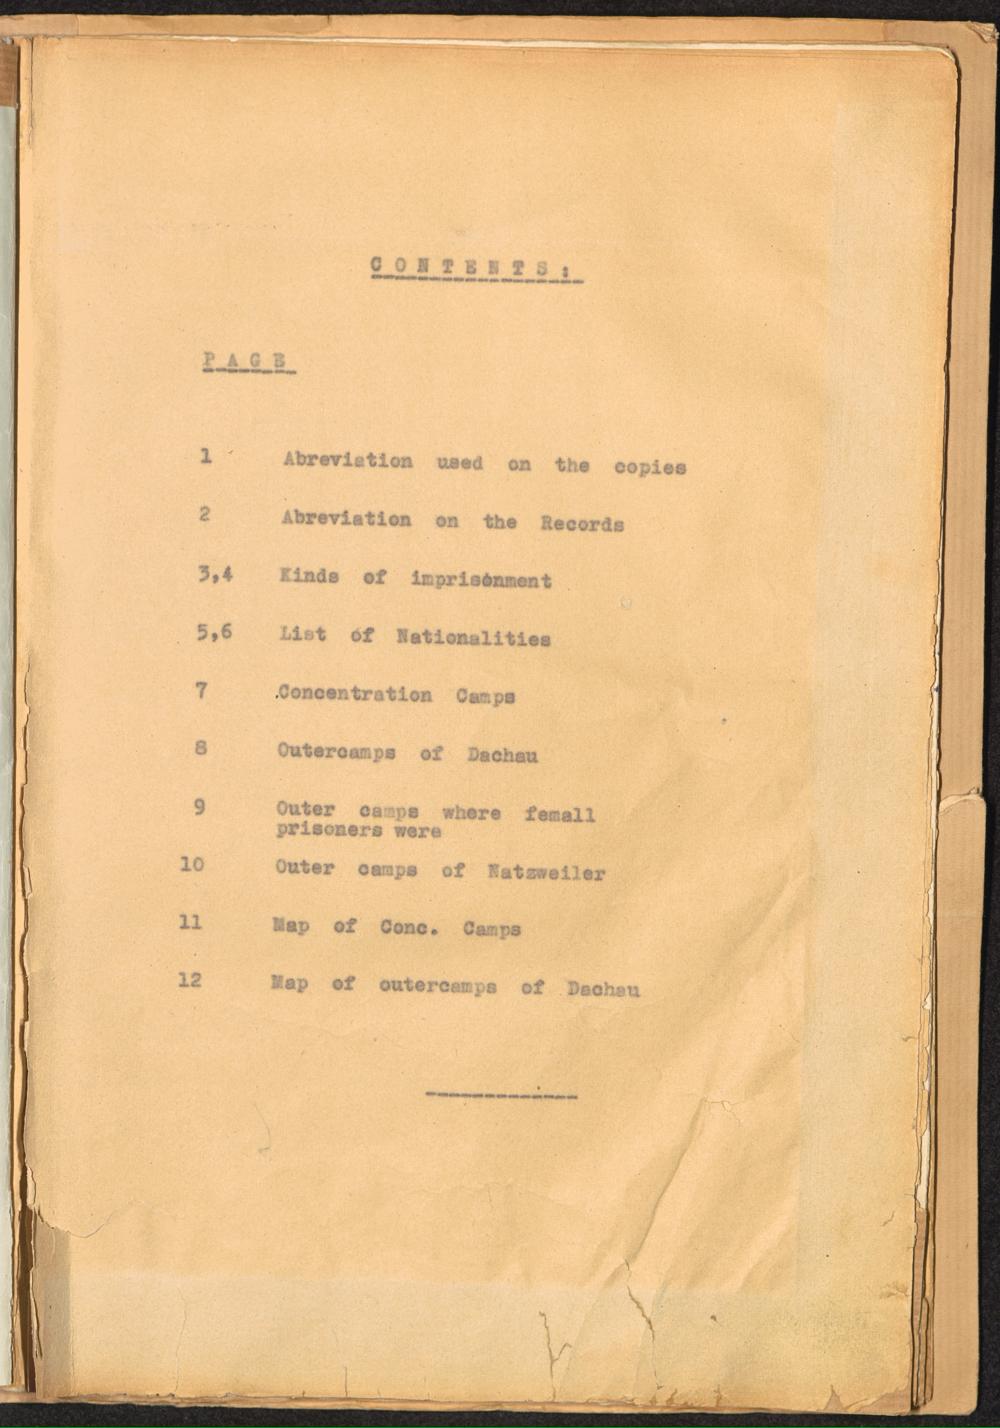 CONTENTS:
PAGE
1 Abreviation used on the copies
2 Abreviation on the Records
3,4 Kinds of imprisonment
5,6 List of Nationalities
7 .Concentration Camps
8 Outercamps of Dachau
9 Outer camps where femall
prisoners were
10 Outer camps of Natzweiler
11 Map of Conc. Camps
12 Map of outercamps of Dachau